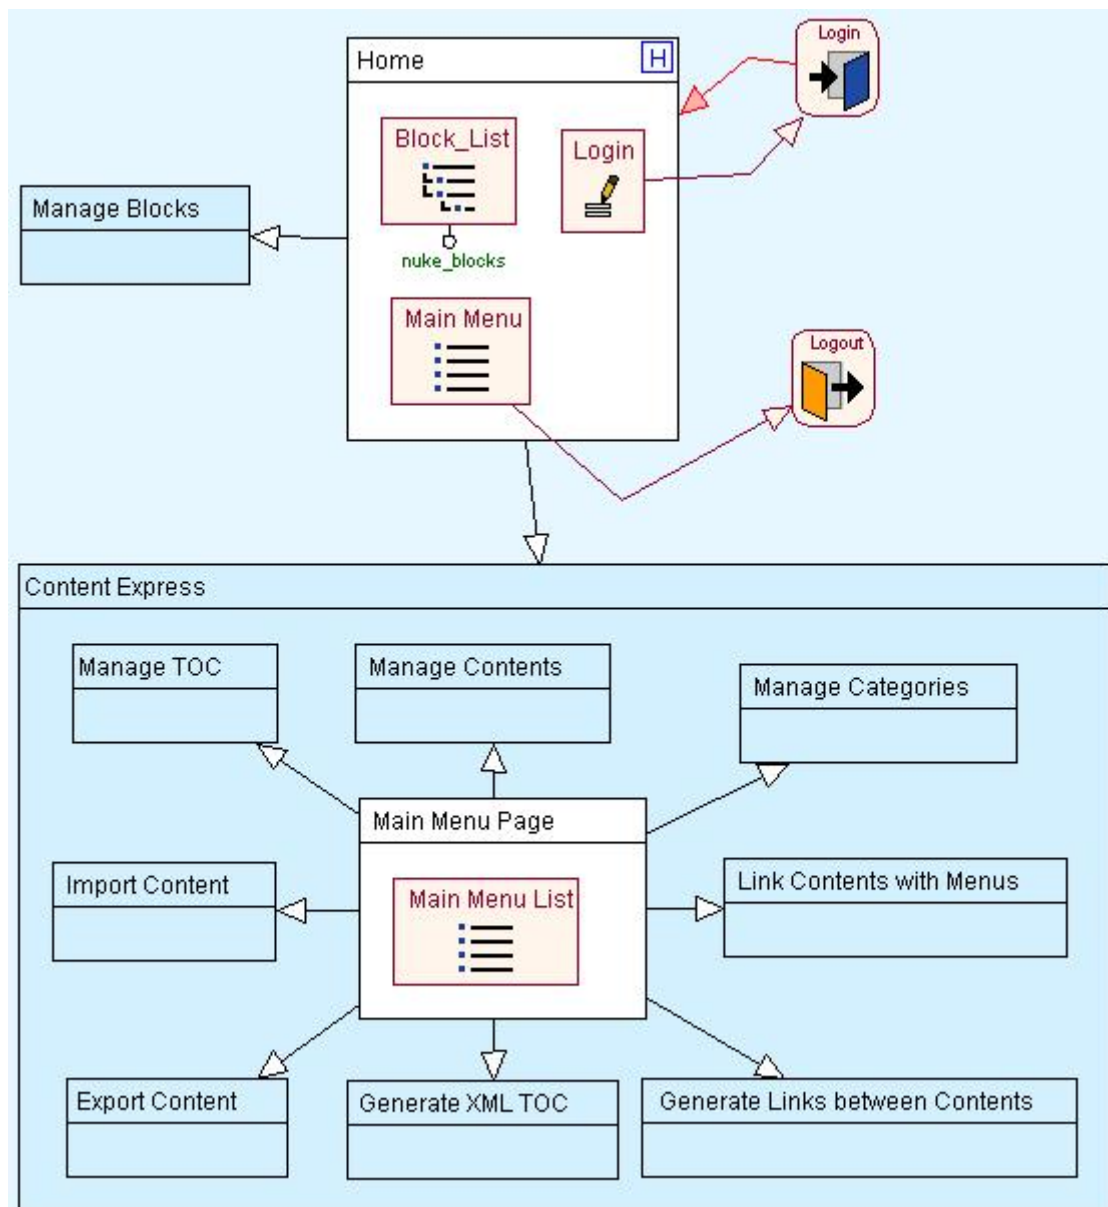 Login
Home
H
Block_List
Login
Manage Blocks
nuke_blocks
Main Menu
Logout
Content Express
Manage TOC
Manage Contents
Manage Categories
Main Menu Page
Import Content
Main Menu List
Link Contents with Menus
Export Content
Generate XML TOC
Generate Links between Contents